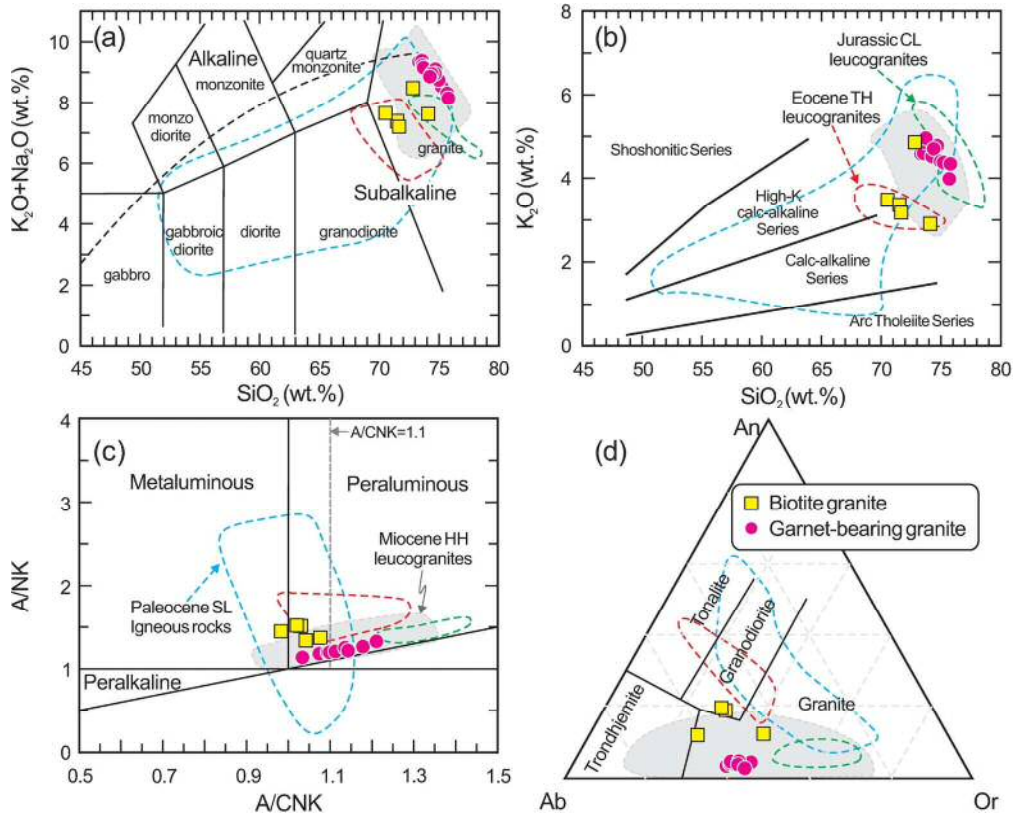 (a)
Alkaline
quartz
monzonite
monzonite
monzo
diorite
granite
Subalkaline
gabbroic
diorite
diorite
granodiorite
gabbro
10
8
6
4
2
0
K₂O+Na₂O (wt.%)
45 50 55 60 65 70 75 80
SiO₂ (wt.%)
(b)
Jurassic CL
leucogranites
Eocene TH
leucogranites
Shoshonitic Series
High-K
calc-alkaline
Series
Calc-alkaline
Series
Arc Tholeiite Series
8
6
4
2
0
K₂O (wt.%)
45 50 55 60 65 70 75 80
SiO₂ (wt.%)
(c)
A/CNK=1.1
Metaluminous
Peraluminous
Miocene HH
leucogranites
Paleocene SL
Igneous rocks
Peralkaline
4
3
2
1
0
A/NK
0.5 0.7 0.9 1.1 1.3 1.5
A/CNK
(d)
An
Biotite granite
Garnet-bearing granite
Tonalite
Granodiorite
Granite
Trondhjemite
Ab
Or